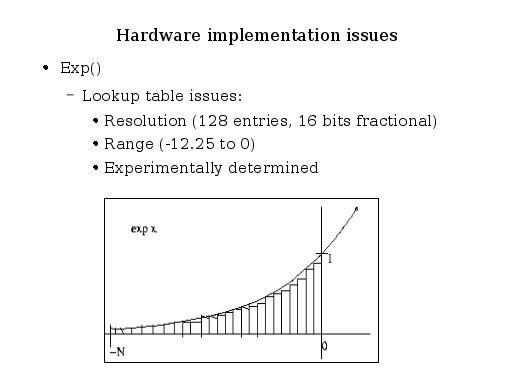 Hardware implementation issues
• Exp()
– Lookup table issues:
• Resolution (128 entries, 16 bits fractional)
• Range (-12.25 to 0)
• Experimentally determined
exp x
1
–N
0